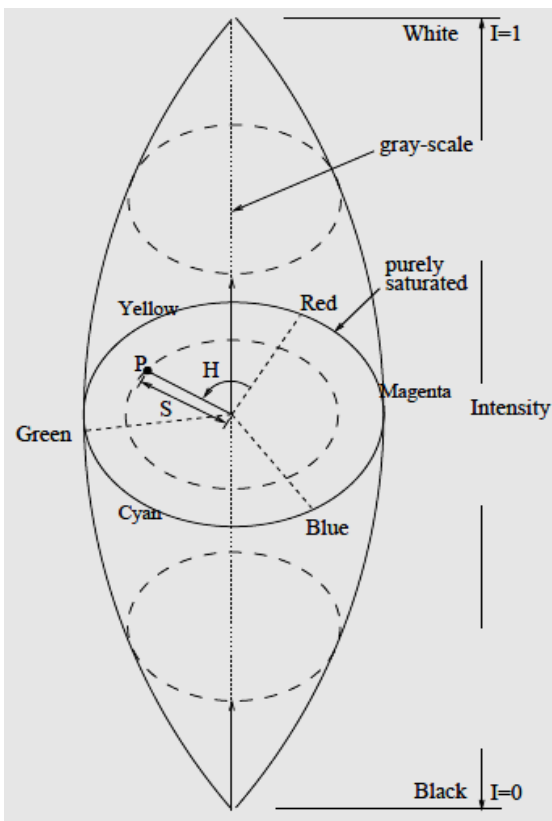 White I=1
gray-scale
purely
saturated
Yellow Red
P H
Magenta
S Intensity
Green
Cyan
Blue
Black I=0